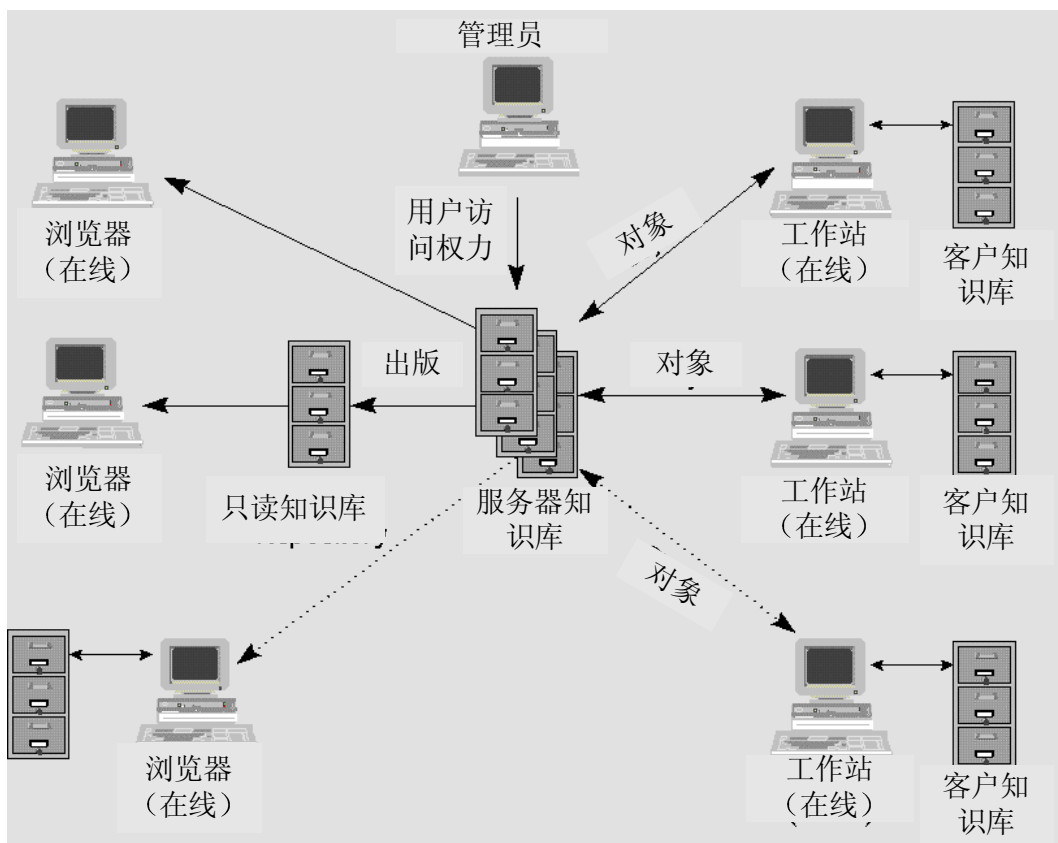 管理员
用户访
问权力
浏览器
（在线）
对象
工作站
（在线）
客户知
识库
浏览器
（在线）
出版
只读知识库
服务器知
识库
对象
工作站
（在线）
客户知
识库
对象
浏览器
（在线）
工作站
（在线）
客户知
识库